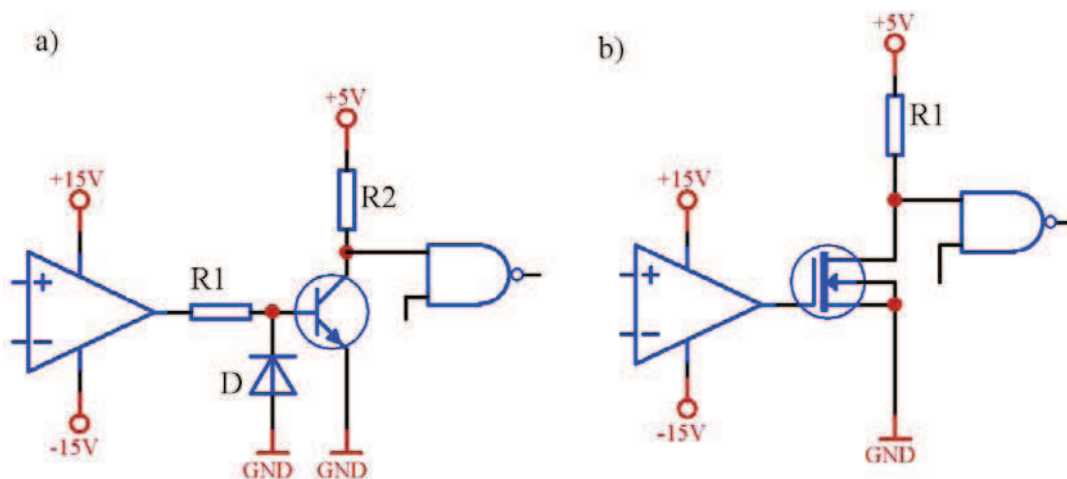 a)
+5V
+15V
R2
R1
D
-15V
GND
GND
b)
+5V
R1
+15V
-15V
GND